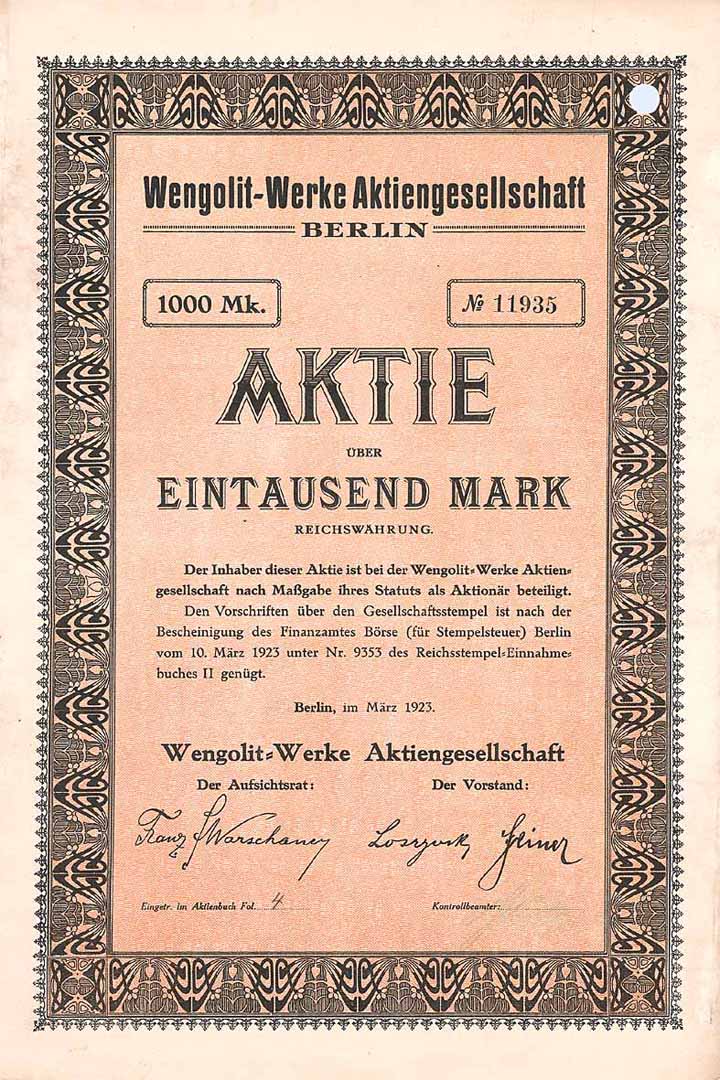 Wengolit-Werke Aktiengesellschaft
BERLIN
1000 Mk.
№ 11935
AKTIE
ÜBER
EINTAUSEND MARK
REICHSWÄHRUNG.
Der Inhaber dieser Aktie ist bei der Wengolit-Werke Aktien-
gesellschaft nach Maßgabe ihres Statuts als Aktionär beteiligt.
Den Vorschriften über den Gesellschaftsstempel ist nach der
Bescheinigung des Finanzamtes Börse (für Stempelsteuer) Berlin
vom 10. März 1923 unter Nr. 9353 des Reichsstempel-Einnahme-
buches II genügt.
Berlin, im März 1923.
Wengolit-Werke Aktiengesellschaft
Der Aufsichtsrat: Der Vorstand:
Franz
Eingetr. im Aktienbuch Fol. 4 Kontrollbeamter: